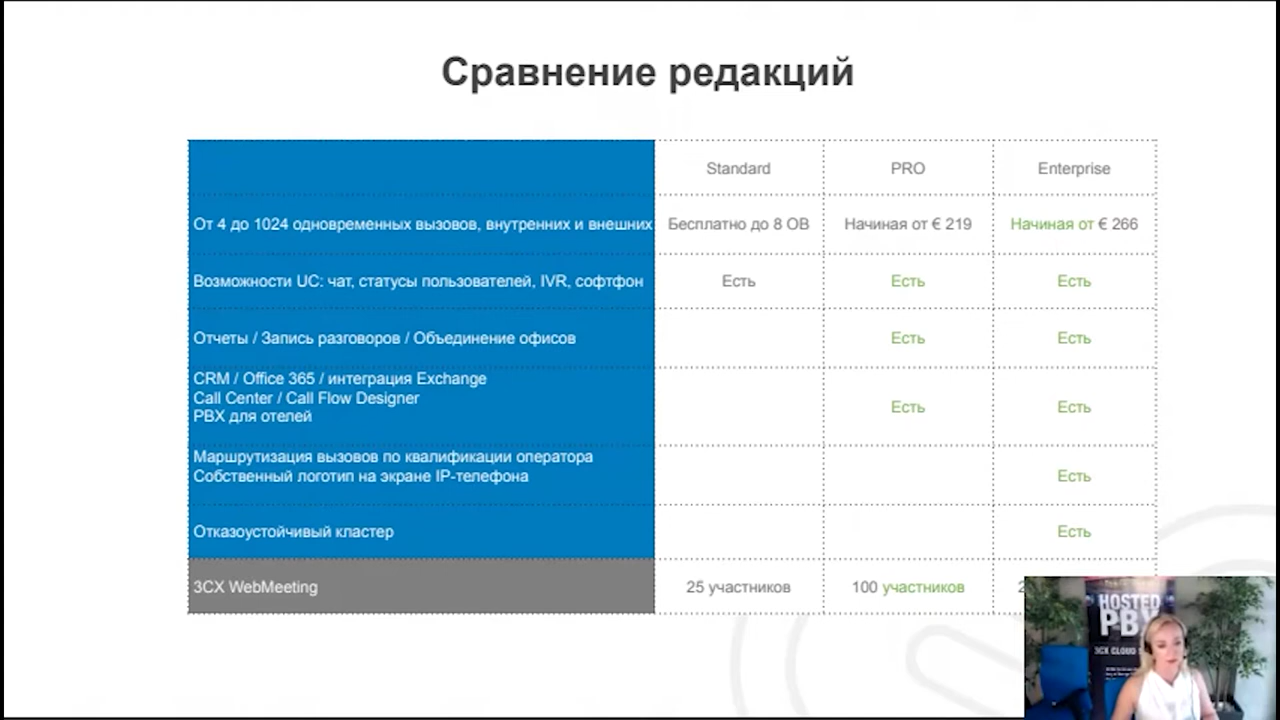 Сравнение редакций
Standard PRO Enterprise
От 4 до 1024 одновременных вызовов, внутренних и внешних Бесплатно до 8 ОВ Начиная от € 219 Начиная от € 266
Возможности UC: чат, статусы пользователей, IVR, софтфон Есть Есть Есть
Отчеты / Запись разговоров / Объединение офисов Есть Есть
CRM / Office 365 / интеграция Exchange
Call Center / Call Flow Designer
PBX для отелей
Есть Есть
Маршрутизация вызовов по квалификации оператора
Собственный логотип на экране IP-телефона
Есть
Отказоустойчивый кластер Есть
3CX WebMeeting 25 участников 100 участников
HOSTED
3CX CLOUD